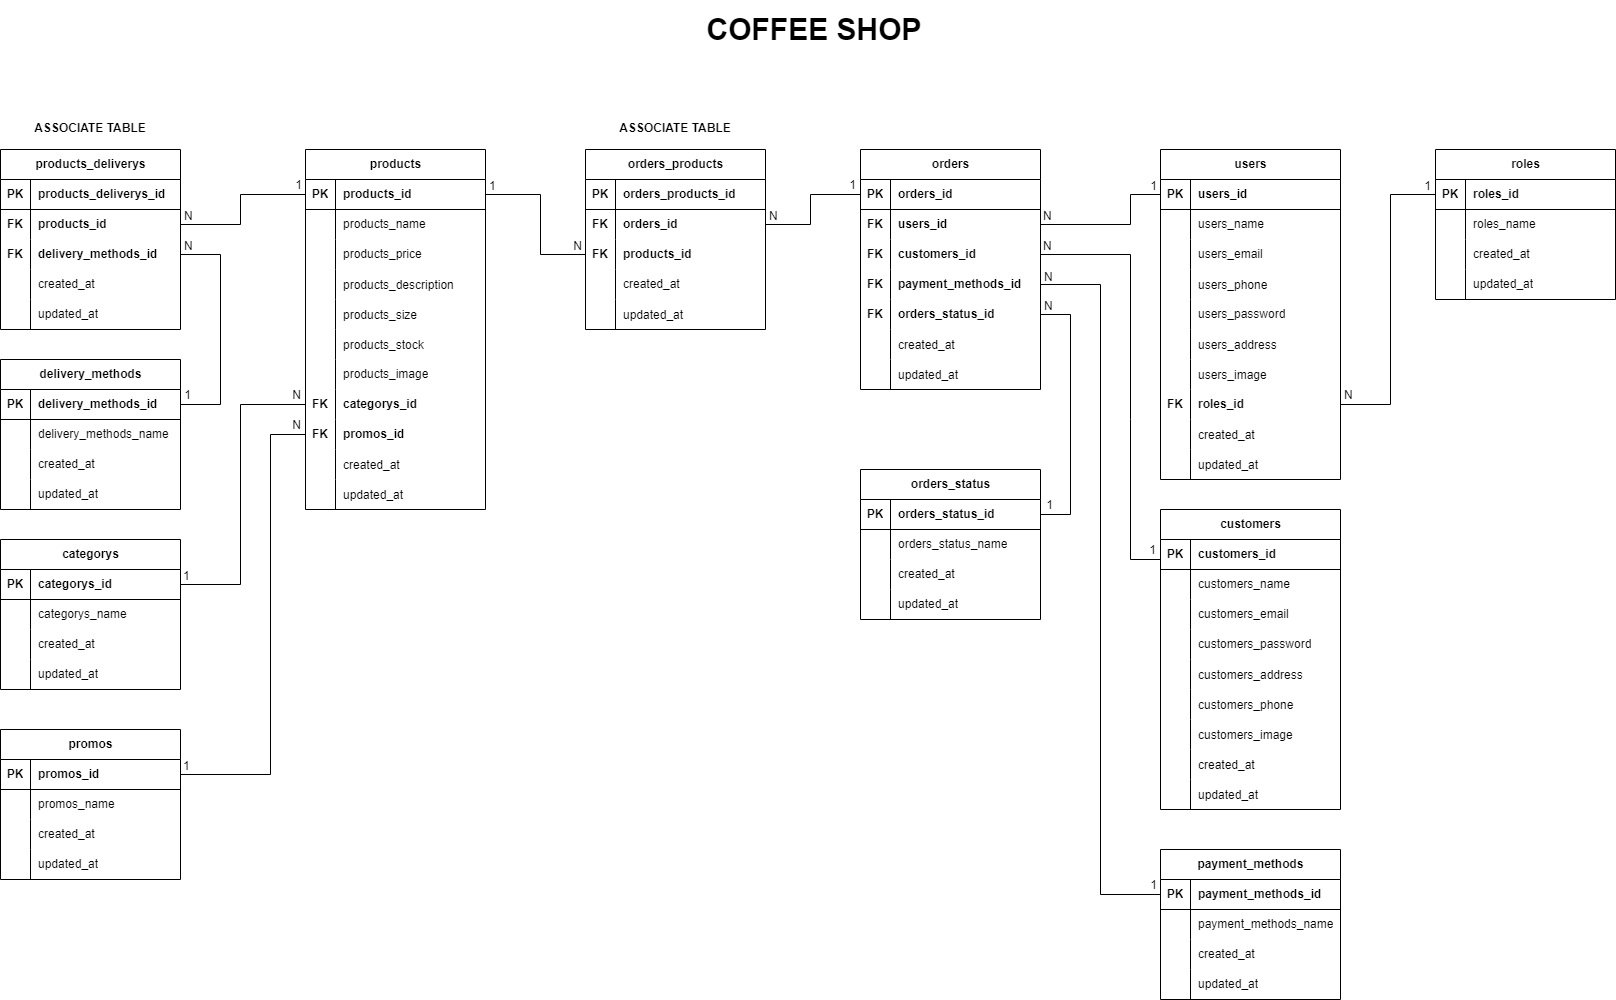 COFFEE SHOP
ASSOCIATE TABLE
products_deliverys
PK products_deliverys_id
FK products_id N
FK delivery_methods_id N
created_at
updated_at
delivery_methods
PK delivery_methods_id 1
delivery_methods_name
created_at
updated_at
categorys
PK categorys_id 1
categorys_name
created_at
updated_at
promos
PK promos_id 1
promos_name
created_at
updated_at
products
1 PK products_id 1
products_name
products_price
products_description
products_size
products_stock
products_image
N FK categorys_id
N FK promos_id
created_at
updated_at
ASSOCIATE TABLE
orders_products
PK orders_products_id
FK orders_id N
N FK products_id
created_at
updated_at
orders
1 PK orders_id
FK users_id N
FK customers_id N
FK payment_methods_id N
FK orders_status_id N
created_at
updated_at
orders_status
PK orders_status_id 1
orders_status_name
created_at
updated_at
users
1 PK users_id
users_name
users_email
users_phone
users_password
users_address
users_image
FK roles_id N
created_at
updated_at
customers
1 PK customers_id
customers_name
customers_email
customers_password
customers_address
customers_phone
customers_image
created_at
updated_at
payment_methods
1 PK payment_methods_id
payment_methods_name
created_at
updated_at
roles
1 PK roles_id
roles_name
created_at
updated_at